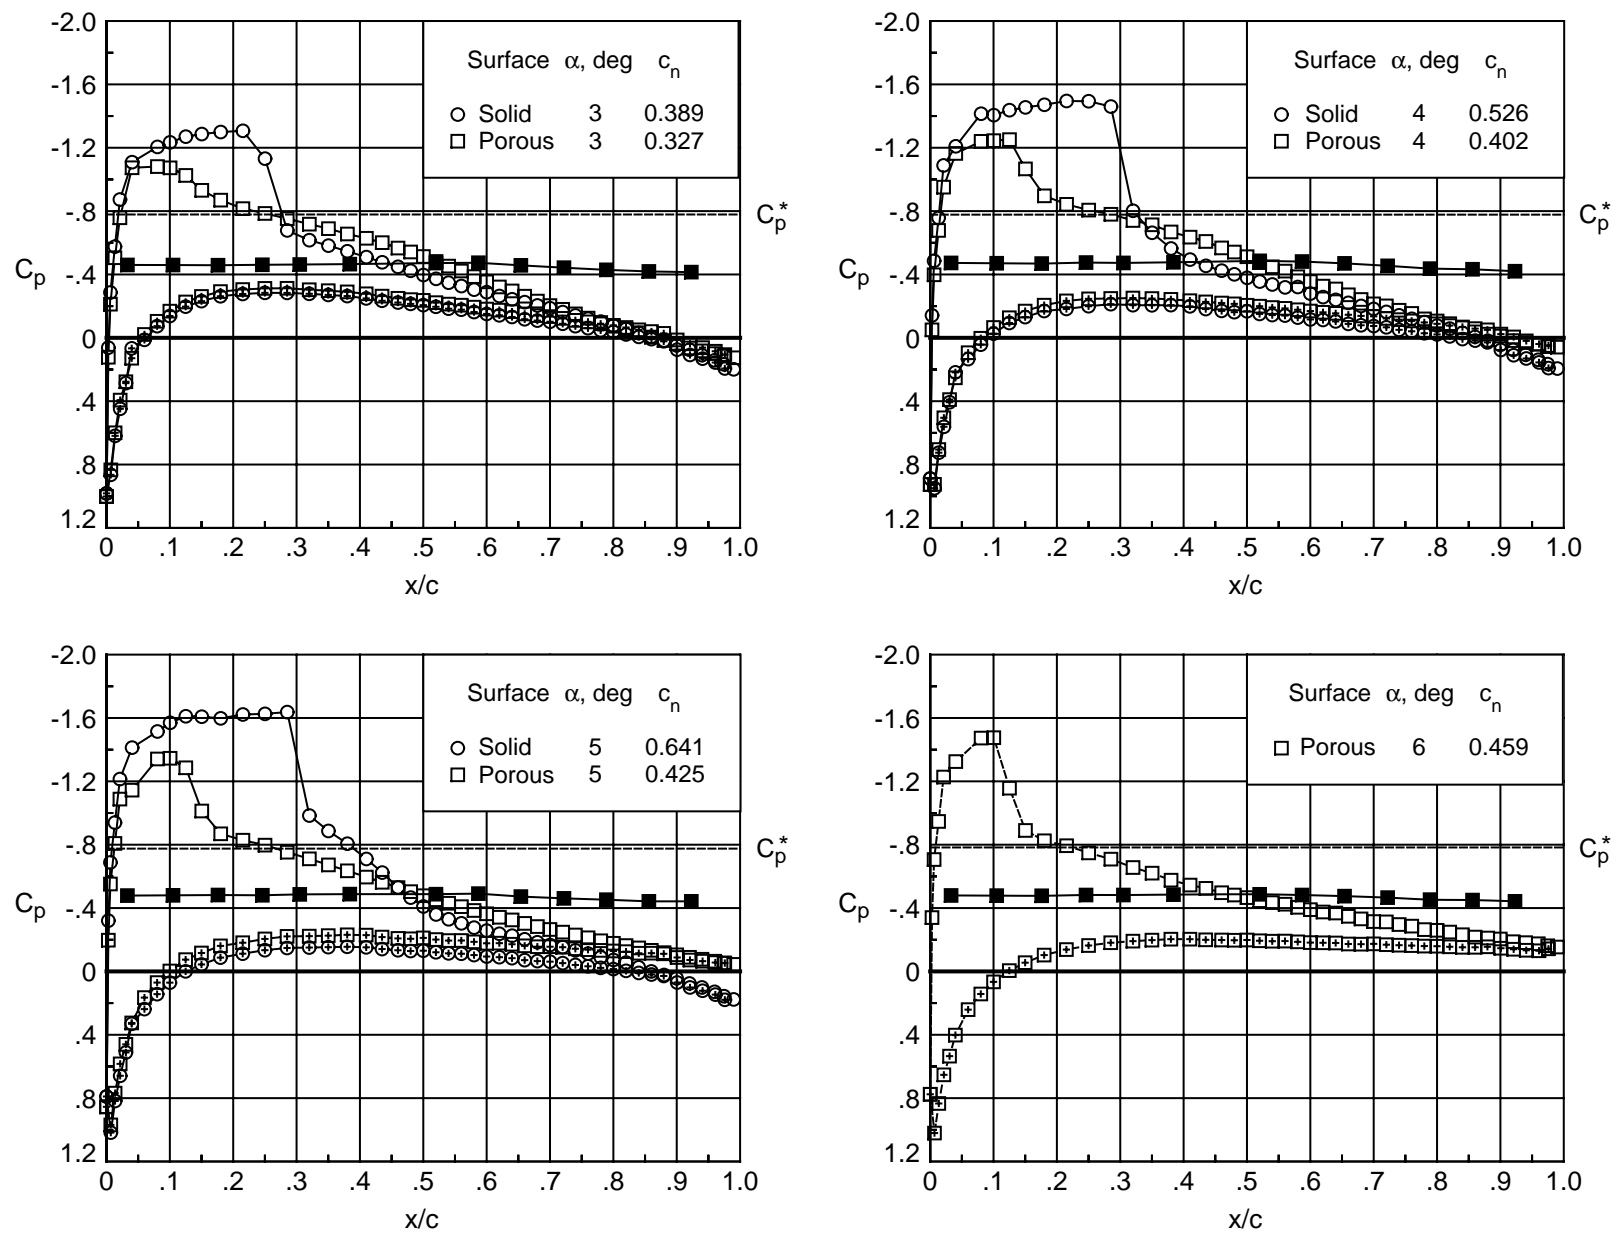 -2.0
-1.6
-1.2
-.8
-.4
0
.4
.8
1.2
C_p
Surface α, deg c_n
Solid 3 0.389
Porous 3 0.327
C_p*
0 .1 .2 .3 .4 .5 .6 .7 .8 .9 1.0
x/c
-2.0
-1.6
-1.2
-.8
-.4
0
.4
.8
1.2
C_p
Surface α, deg c_n
Solid 4 0.526
Porous 4 0.402
C_p*
0 .1 .2 .3 .4 .5 .6 .7 .8 .9 1.0
x/c
-2.0
-1.6
-1.2
-.8
-.4
0
.4
.8
1.2
C_p
Surface α, deg c_n
Solid 5 0.641
Porous 5 0.425
C_p*
0 .1 .2 .3 .4 .5 .6 .7 .8 .9 1.0
x/c
-2.0
-1.6
-1.2
-.8
-.4
0
.4
.8
1.2
C_p
Surface α, deg c_n
Porous 6 0.459
C_p*
0 .1 .2 .3 .4 .5 .6 .7 .8 .9 1.0
x/c